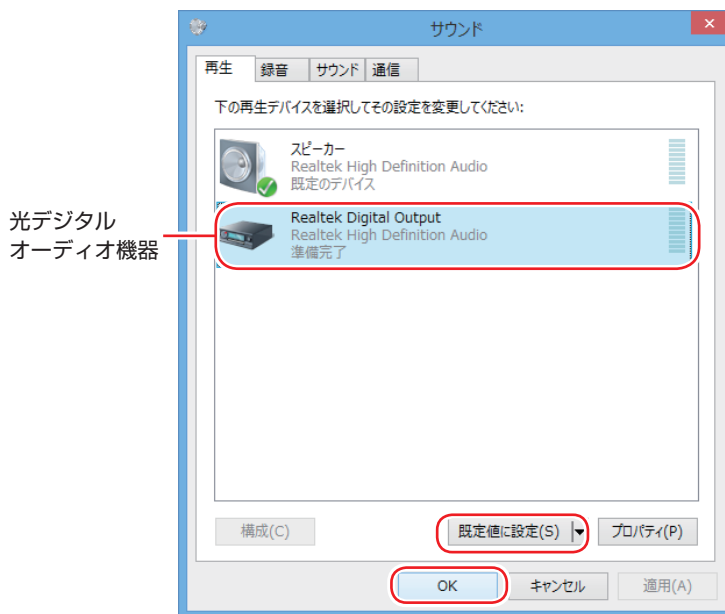 サウンド
再生 録音 サウンド 通信
下の再生デバイスを選択してその設定を変更してください:
スピーカー
Realtek High Definition Audio
既定のデバイス
光デジタル
オーディオ機器
Realtek Digital Output
Realtek High Definition Audio
準備完了
構成(C) 既定値に設定(S) プロパティ(P)
OK キャンセル 適用(A)